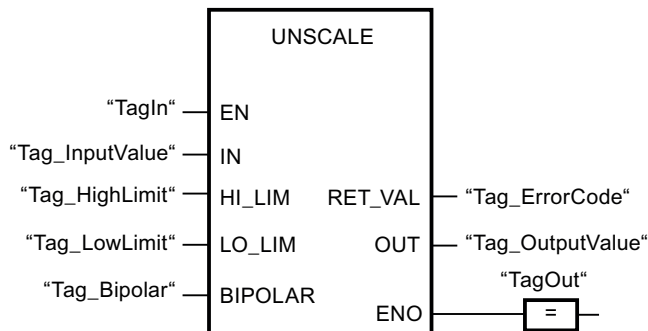 UNSCALE
“TagIn“ EN
“Tag_InputValue“ IN
“Tag_HighLimit“ HI_LIM RET_VAL “Tag_ErrorCode“
“Tag_LowLimit“ LO_LIM OUT “Tag_OutputValue“
“TagOut“
“Tag_Bipolar“ BIPOLAR
ENO =